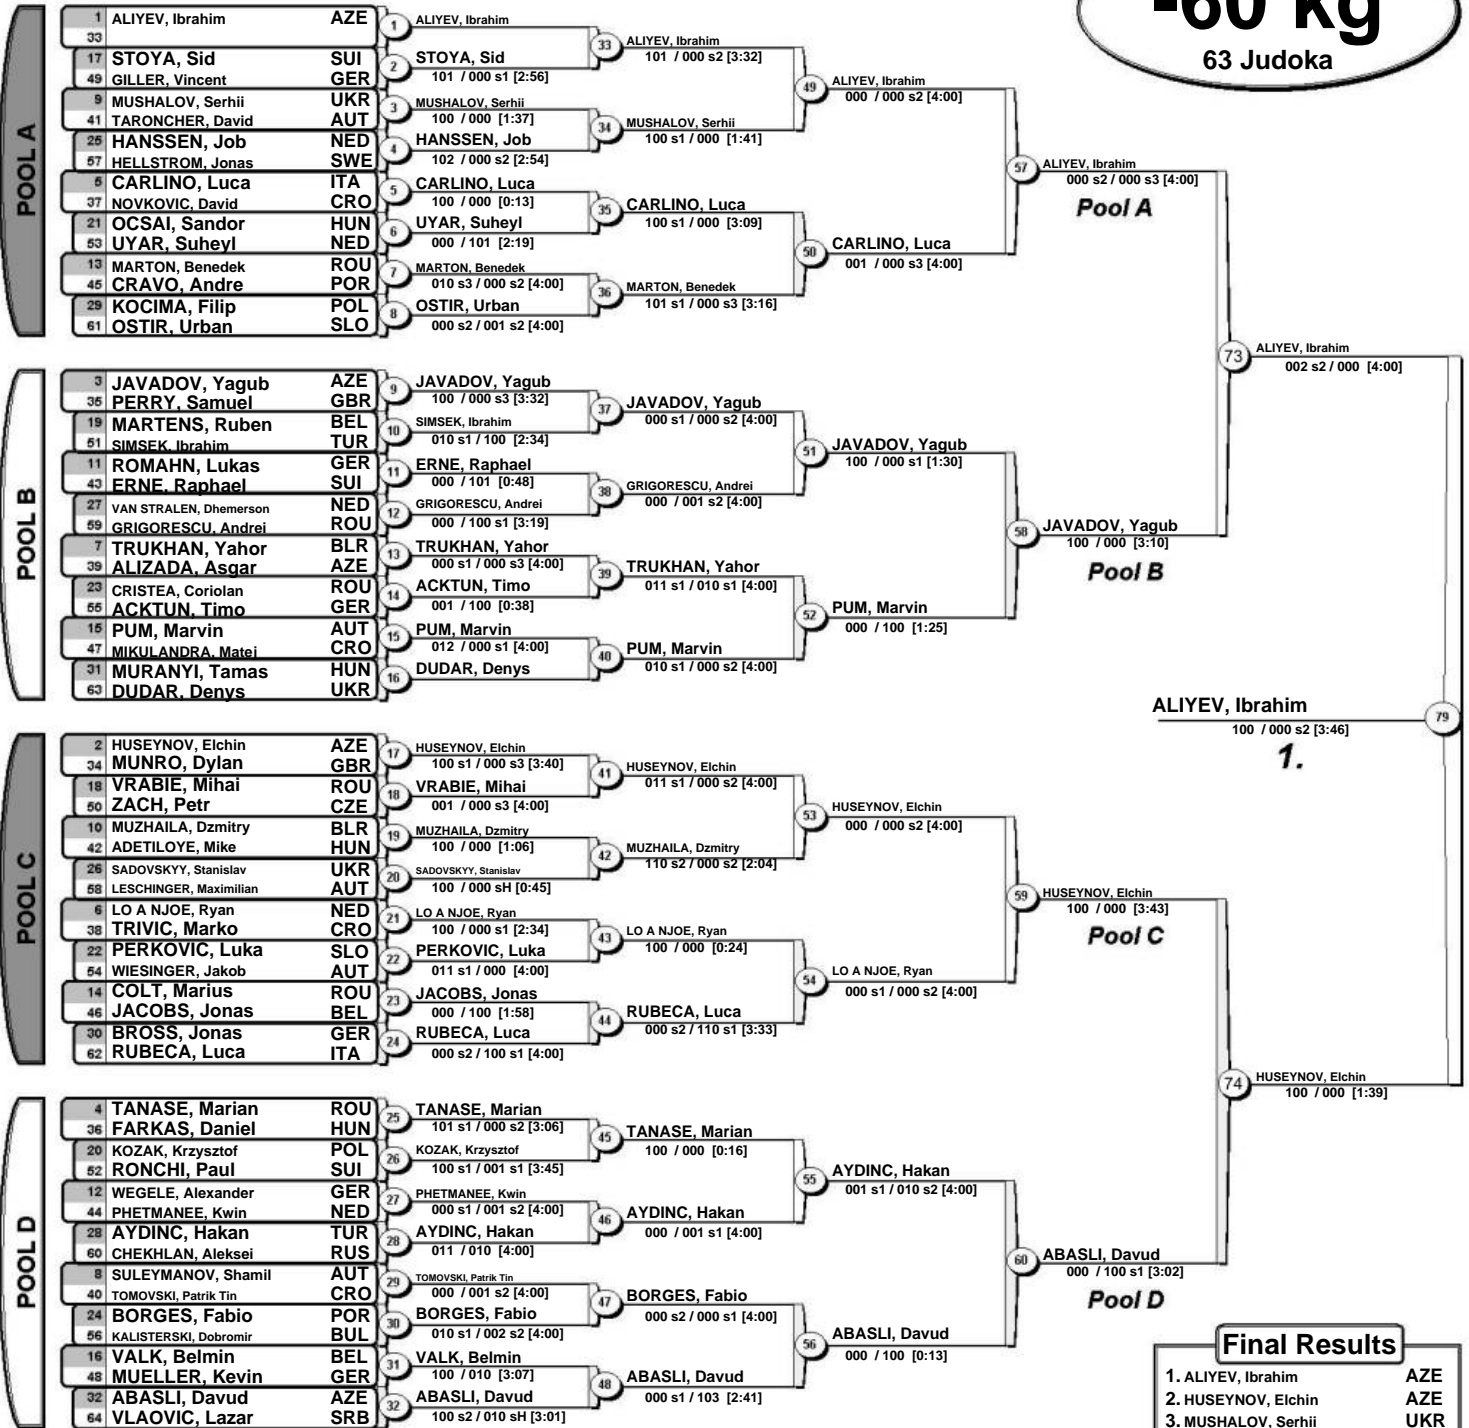 -60 kg
63 Judoka
POOL A
1 ALIYEV, Ibrahim AZE
33
17 STOYA, Sid SUI
49 GILLER, Vincent GER
9 MUSHALOV, Serhii UKR
41 TARONCHER, David AUT
25 HANSSEN, Job NED
57 HELLSTROM, Jonas SWE
5 CARLINO, Luca ITA
37 NOVKOVIC, David CRO
21 OCSAI, Sandor HUN
53 UYAR, Suheyl NED
13 MARTON, Benedek ROU
45 CRAVO, Andre POR
29 KOCIMA, Filip POL
61 OSTIR, Urban SLO
1 ALIYEV, Ibrahim
2 STOYA, Sid
101 / 000 s1 [2:56]
3 MUSHALOV, Serhii
100 / 000 [1:37]
4 HANSSEN, Job
102 / 000 s2 [2:54]
5 CARLINO, Luca
100 / 000 [0:13]
6 UYAR, Suheyl
000 / 101 [2:19]
7 MARTON, Benedek
010 s3 / 000 s2 [4:00]
8 OSTIR, Urban
000 s2 / 001 s2 [4:00]
33 ALIYEV, Ibrahim
101 / 000 s2 [3:32]
34 MUSHALOV, Serhii
100 s1 / 000 [1:41]
35 CARLINO, Luca
100 s1 / 000 [3:09]
36 MARTON, Benedek
101 s1 / 000 s3 [3:16]
49 ALIYEV, Ibrahim
000 / 000 s2 [4:00]
50 CARLINO, Luca
001 / 000 s3 [4:00]
57 ALIYEV, Ibrahim
000 s2 / 000 s3 [4:00]
Pool A
POOL B
3 JAVADOV, Yagub AZE
35 PERRY, Samuel GBR
19 MARTENS, Ruben BEL
51 SIMSEK, Ibrahim TUR
11 ROMAHN, Lukas GER
43 ERNE, Raphael SUI
27 VAN STRALEN, Dhemerson NED
59 GRIGORESCU, Andrei ROU
7 TRUKHAN, Yahor BLR
39 ALIZADA, Asgar AZE
23 CRISTEA, Coriolan ROU
55 ACKTUN, Timo GER
15 PUM, Marvin AUT
47 MIKULANDRA, Matej CRO
31 MURANYI, Tamas HUN
63 DUDAR, Denys UKR
9 JAVADOV, Yagub
100 / 000 s3 [3:32]
10 SIMSEK, Ibrahim
010 s1 / 100 [2:34]
11 ERNE, Raphael
000 / 101 [0:48]
12 GRIGORESCU, Andrei
000 / 100 s1 [3:19]
13 TRUKHAN, Yahor
000 s1 / 000 s3 [4:00]
14 ACKTUN, Timo
001 / 100 [0:38]
15 PUM, Marvin
012 / 000 s1 [4:00]
16 DUDAR, Denys
37 JAVADOV, Yagub
000 s1 / 000 s2 [4:00]
38 GRIGORESCU, Andrei
000 / 001 s2 [4:00]
39 TRUKHAN, Yahor
011 s1 / 010 s1 [4:00]
40 PUM, Marvin
010 s1 / 000 s2 [4:00]
51 JAVADOV, Yagub
100 / 000 s1 [1:30]
52 PUM, Marvin
000 / 100 [1:25]
58 JAVADOV, Yagub
100 / 000 [3:10]
Pool B
73 ALIYEV, Ibrahim
002 s2 / 000 [4:00]
ALIYEV, Ibrahim 79
100 / 000 s2 [3:46]
1.
POOL C
2 HUSEYNOV, Elchin AZE
34 MUNRO, Dylan GBR
18 VRABIE, Mihai ROU
50 ZACH, Petr CZE
10 MUZHAILA, Dzmitry BLR
42 ADETILOYE, Mike HUN
26 SADOVSKYY, Stanislav UKR
58 LESCHINGER, Maximilian AUT
6 LO A NJOE, Ryan NED
38 TRIVIC, Marko CRO
22 PERKOVIC, Luka SLO
54 WIESINGER, Jakob AUT
14 COLT, Marius ROU
46 JACOBS, Jonas BEL
30 BROSS, Jonas GER
62 RUBECA, Luca ITA
17 HUSEYNOV, Elchin
100 s1 / 000 s3 [3:40]
18 VRABIE, Mihai
001 / 000 s3 [4:00]
19 MUZHAILA, Dzmitry
100 / 000 [1:06]
20 SADOVSKYY, Stanislav
100 / 000 sH [0:45]
21 LO A NJOE, Ryan
100 / 000 s1 [2:34]
22 PERKOVIC, Luka
011 s1 / 000 [4:00]
23 JACOBS, Jonas
000 / 100 [1:58]
24 RUBECA, Luca
000 s2 / 100 s1 [4:00]
41 HUSEYNOV, Elchin
011 s1 / 000 s2 [4:00]
42 MUZHAILA, Dzmitry
110 s2 / 000 s2 [2:04]
43 LO A NJOE, Ryan
100 / 000 [0:24]
44 RUBECA, Luca
000 s2 / 110 s1 [3:33]
53 HUSEYNOV, Elchin
000 / 000 s2 [4:00]
54 LO A NJOE, Ryan
000 s1 / 000 s2 [4:00]
59 HUSEYNOV, Elchin
100 / 000 [3:43]
Pool C
74 HUSEYNOV, Elchin
100 / 000 [1:39]
POOL D
4 TANASE, Marian ROU
36 FARKAS, Daniel HUN
20 KOZAK, Krzysztof POL
52 RONCHI, Paul SUI
12 WEGELE, Alexander GER
44 PHETMANEE, Kwin NED
28 AYDINC, Hakan TUR
60 CHEKHLAN, Aleksei RUS
8 SULEYMANOV, Shamil AUT
40 TOMOVSKI, Patrik Tin CRO
24 BORGES, Fabio POR
56 KALISTERSKI, Dobromir BUL
16 VALK, Belmin BEL
48 MUELLER, Kevin GER
32 ABASLI, Davud AZE
64 VLAOVIC, Lazar SRB
25 TANASE, Marian
101 s1 / 000 s2 [3:06]
26 KOZAK, Krzysztof
100 s1 / 001 s1 [3:45]
27 PHETMANEE, Kwin
000 s1 / 001 s2 [4:00]
28 AYDINC, Hakan
011 / 010 [4:00]
29 TOMOVSKI, Patrik Tin
000 / 001 s2 [4:00]
30 BORGES, Fabio
010 s1 / 002 s2 [4:00]
31 VALK, Belmin
100 / 010 [3:07]
32 ABASLI, Davud
100 s2 / 010 sH [3:01]
45 TANASE, Marian
100 / 000 [0:16]
46 AYDINC, Hakan
000 / 001 s1 [4:00]
47 BORGES, Fabio
000 s2 / 000 s1 [4:00]
48 ABASLI, Davud
000 s1 / 103 [2:41]
55 AYDINC, Hakan
001 s1 / 010 s2 [4:00]
56 ABASLI, Davud
000 / 100 [0:13]
60 ABASLI, Davud
000 / 100 s1 [3:02]
Pool D
Final Results
1. ALIYEV, Ibrahim AZE
2. HUSEYNOV, Elchin AZE
3. MUSHALOV, Serhii UKR